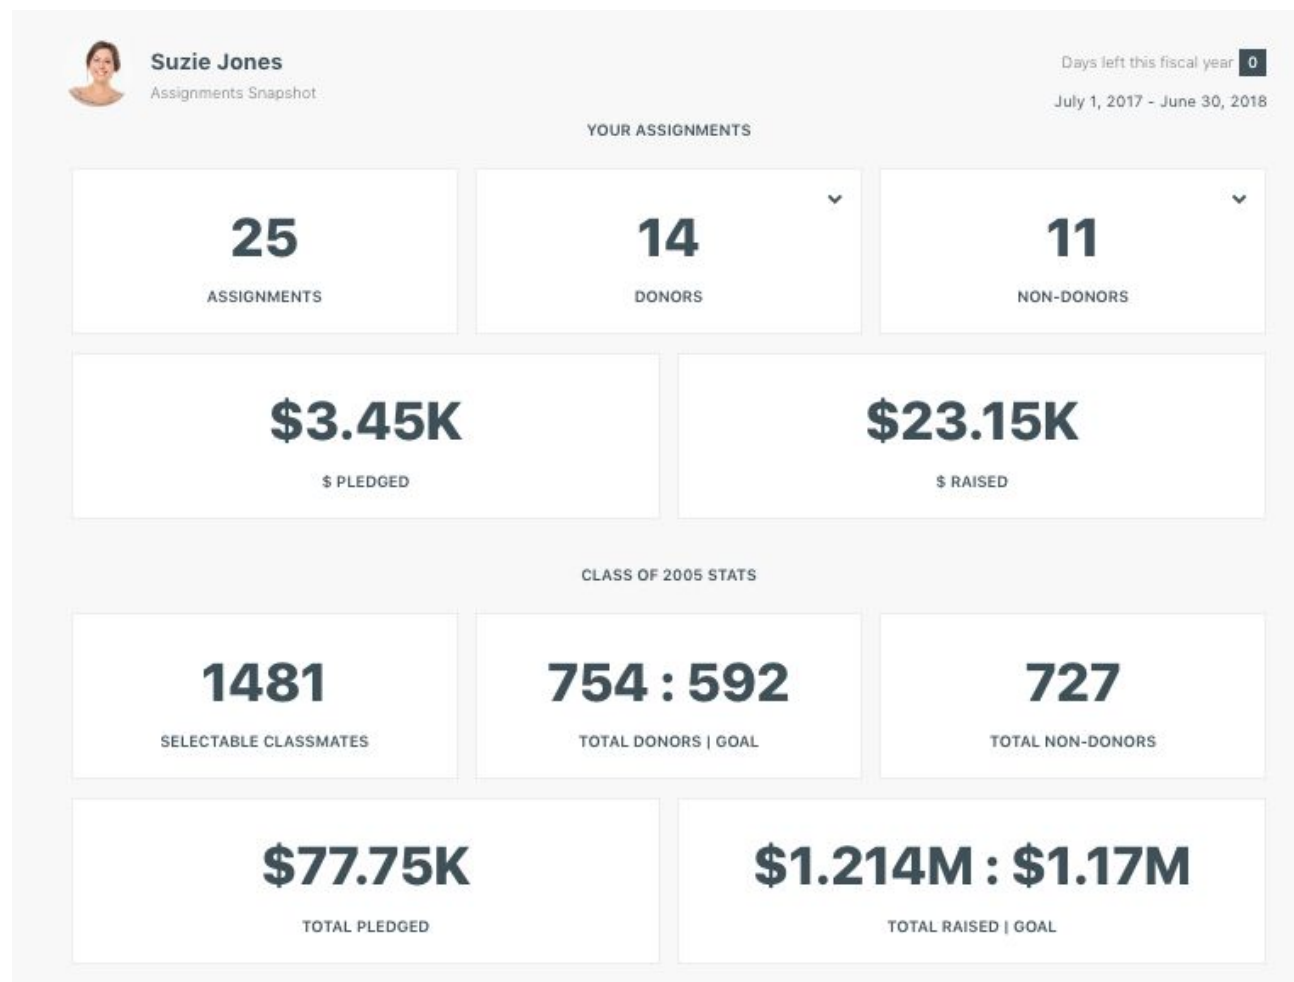 Suzie Jones
Assignments Snapshot
Days left this fiscal year 0
July 1, 2017 - June 30, 2018
YOUR ASSIGNMENTS
25
ASSIGNMENTS
14
DONORS
11
NON-DONORS
$3.45K
$ PLEDGED
$23.15K
$ RAISED
CLASS OF 2005 STATS
1481
SELECTABLE CLASSMATES
754 : 592
TOTAL DONORS | GOAL
727
TOTAL NON-DONORS
$77.75K
TOTAL PLEDGED
$1.214M : $1.17M
TOTAL RAISED | GOAL